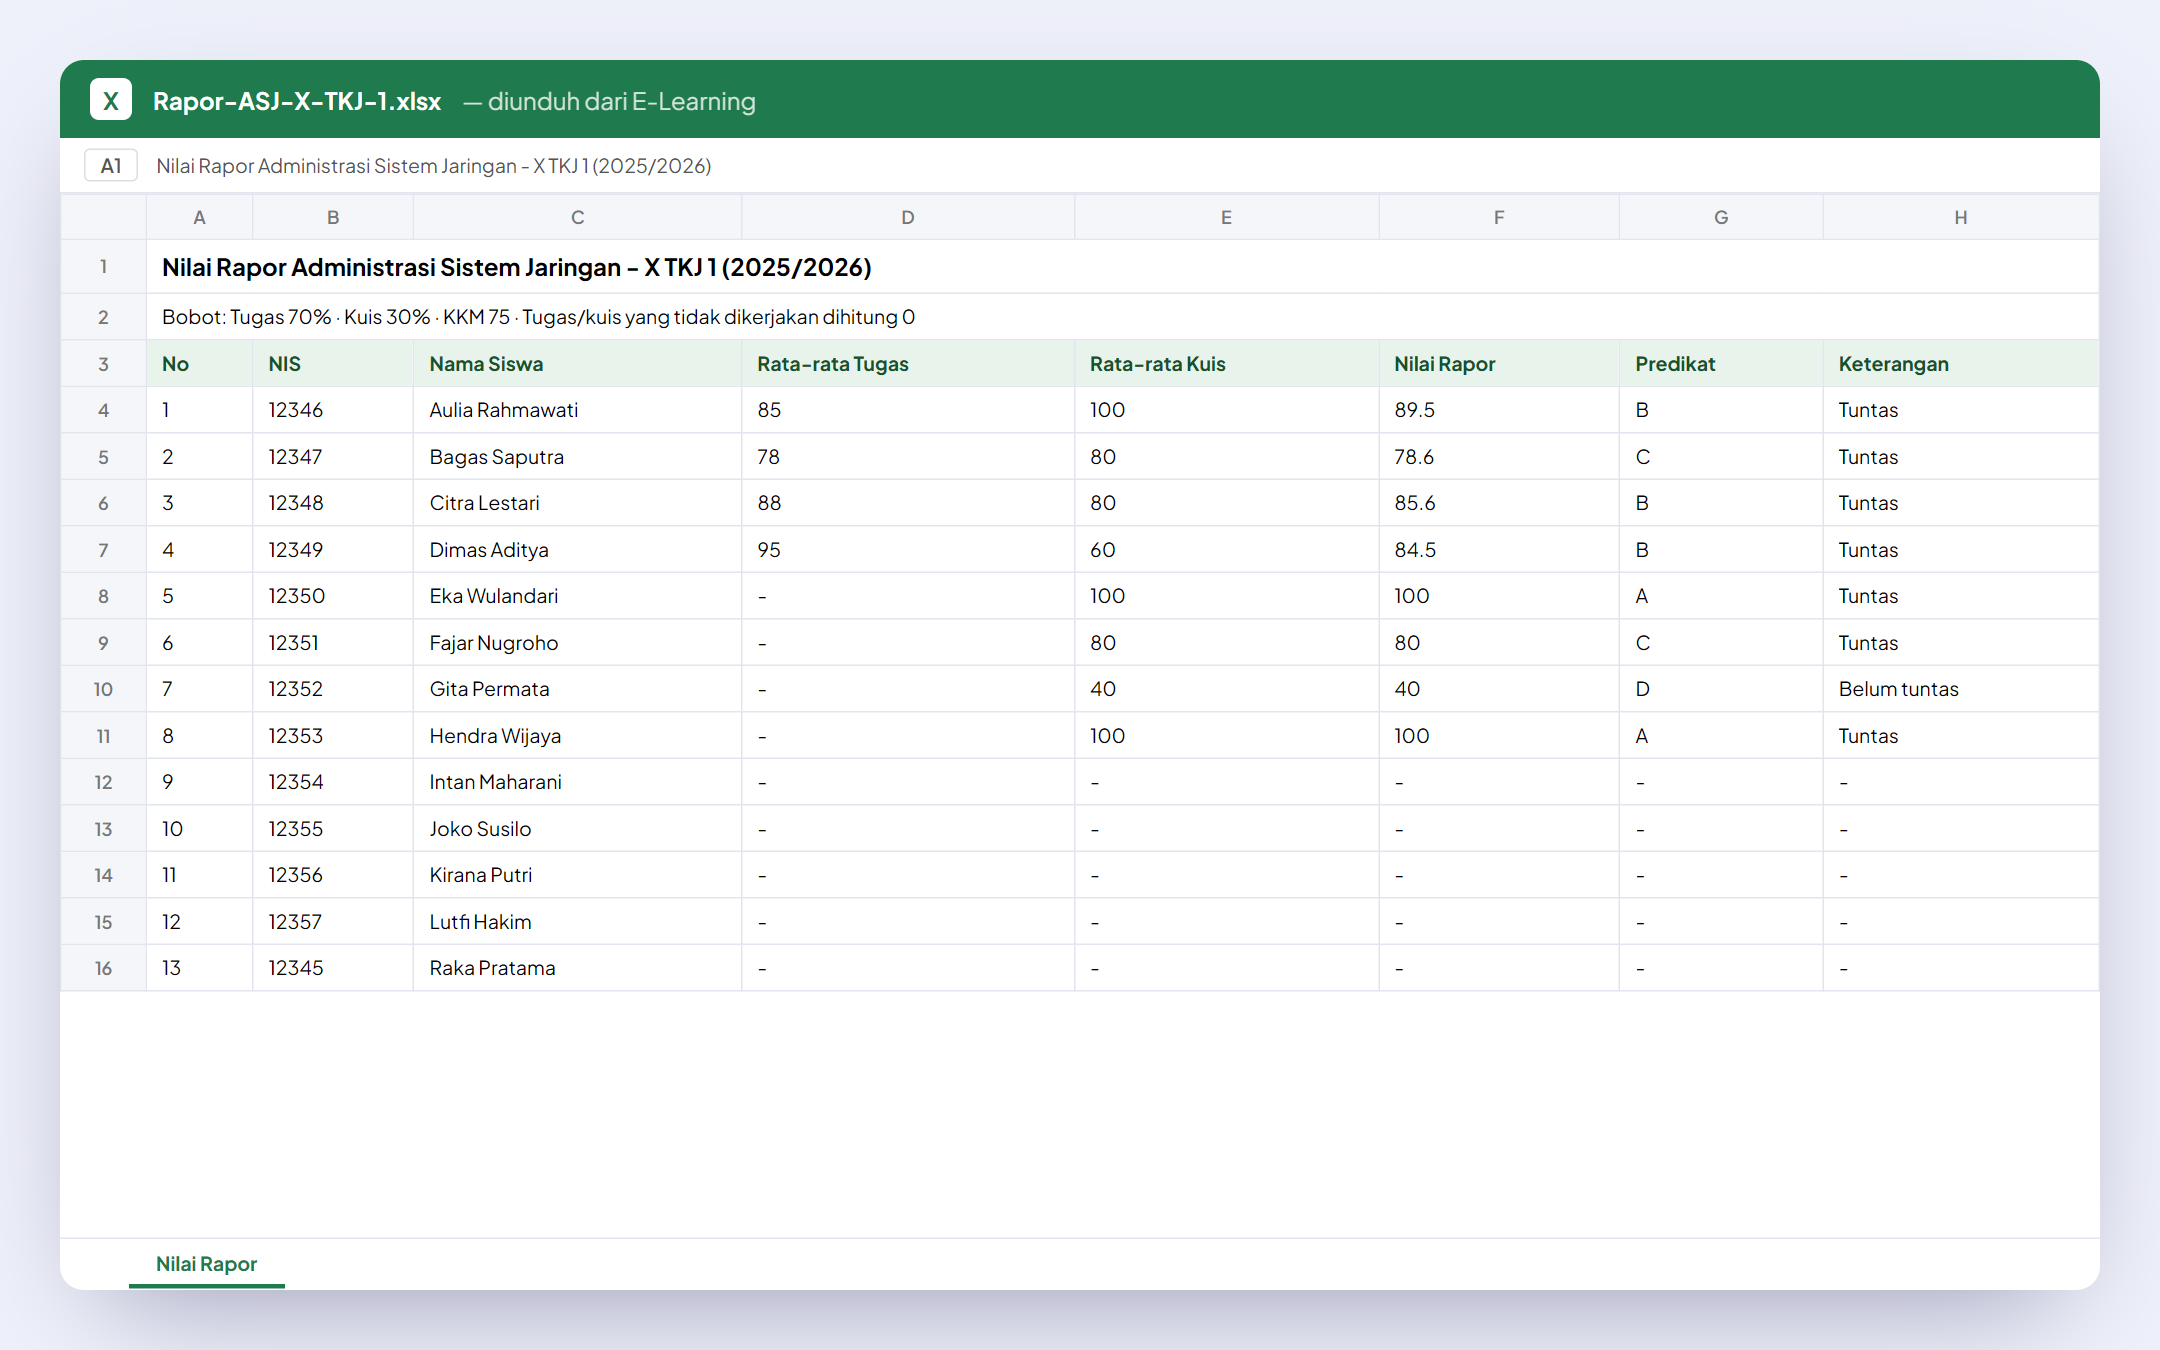 X Rapor-ASJ-X-TKJ-1.xlsx — diunduh dari E-Learning
A1 Nilai Rapor Administrasi Sistem Jaringan - X TKJ 1 (2025/2026)
A B C D E F G H
1 Nilai Rapor Administrasi Sistem Jaringan - X TKJ 1 (2025/2026)
2 Bobot: Tugas 70% · Kuis 30% · KKM 75 · Tugas/kuis yang tidak dikerjakan dihitung 0
3 No NIS Nama Siswa Rata-rata Tugas Rata-rata Kuis Nilai Rapor Predikat Keterangan
4 1 12346 Aulia Rahmawati 85 100 89.5 B Tuntas
5 2 12347 Bagas Saputra 78 80 78.6 C Tuntas
6 3 12348 Citra Lestari 88 80 85.6 B Tuntas
7 4 12349 Dimas Aditya 95 60 84.5 B Tuntas
8 5 12350 Eka Wulandari - 100 100 A Tuntas
9 6 12351 Fajar Nugroho - 80 80 C Tuntas
10 7 12352 Gita Permata - 40 40 D Belum tuntas
11 8 12353 Hendra Wijaya - 100 100 A Tuntas
12 9 12354 Intan Maharani - - - - -
13 10 12355 Joko Susilo - - - - -
14 11 12356 Kirana Putri - - - - -
15 12 12357 Lutfi Hakim - - - - -
16 13 12345 Raka Pratama - - - - -
Nilai Rapor